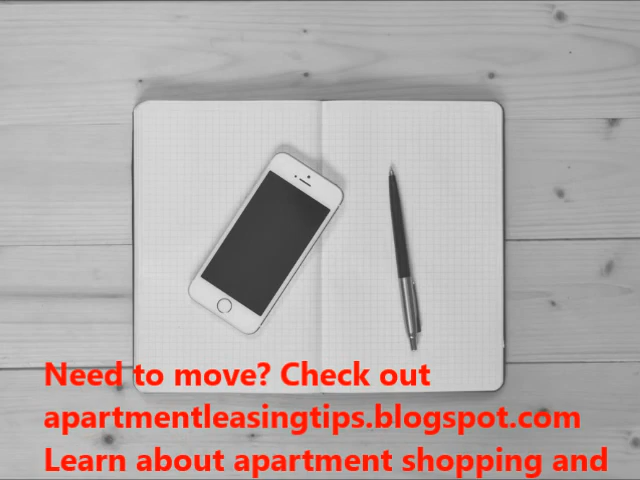 Need to move? Check out
apartmentleasingtips.blogspot.com
Learn about apartment shopping and